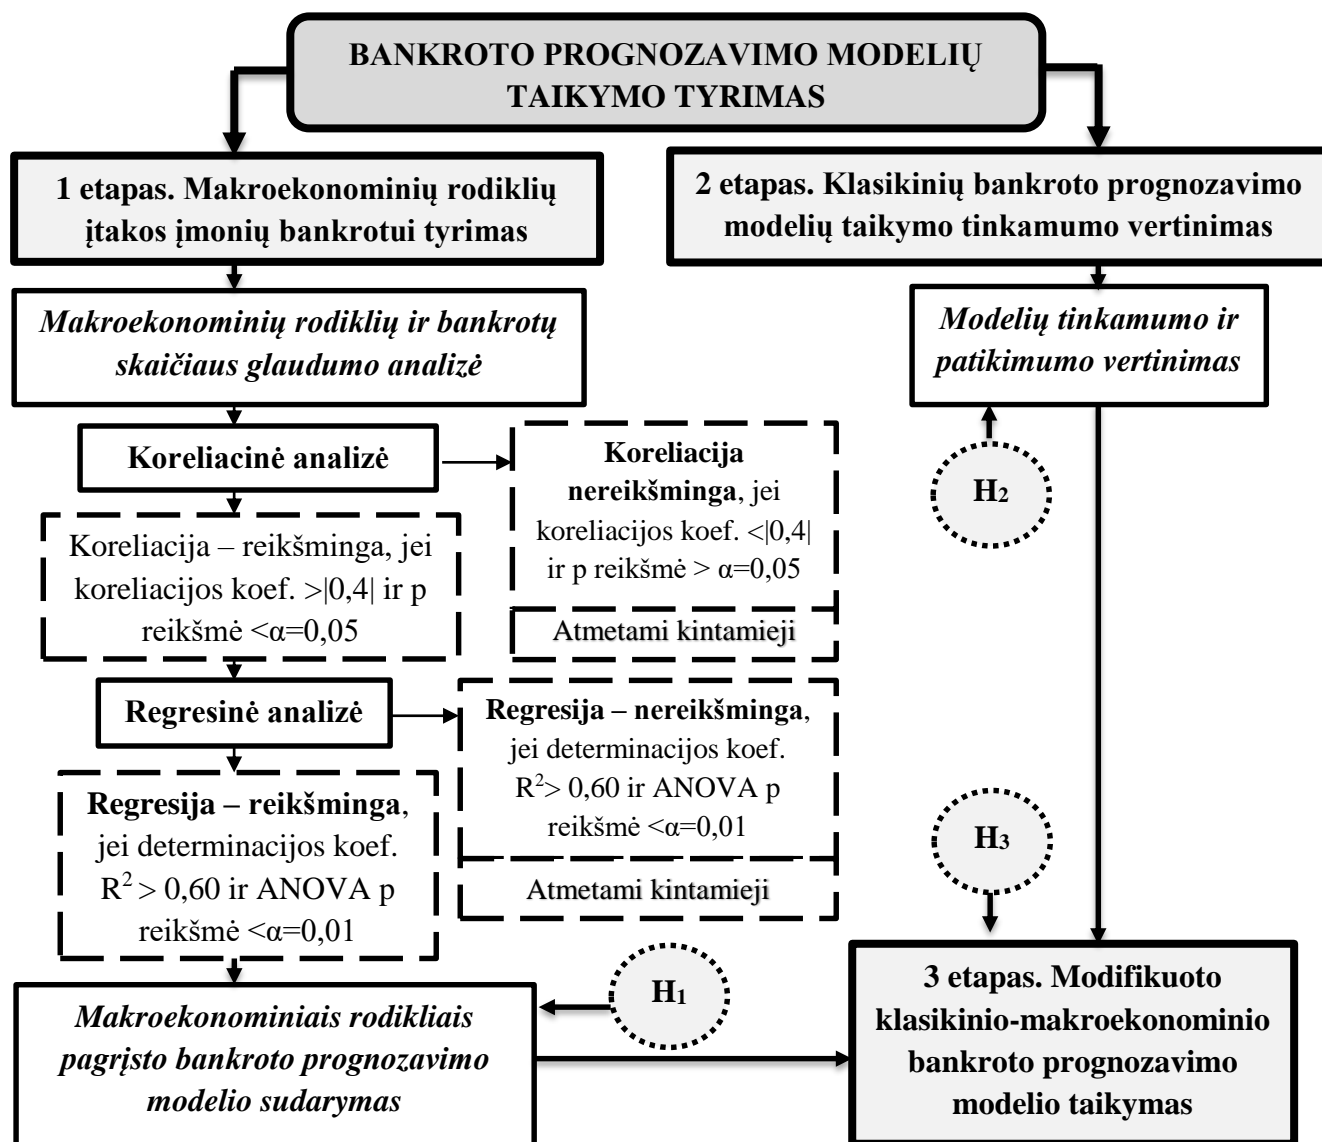 BANKROTO PROGNOZAVIMO MODELIŲ
TAIKYMO TYRIMAS
1 etapas. Makroekonominių rodiklių
įtakos įmonių bankrotui tyrimas
2 etapas. Klasikinių bankroto prognozavimo
modelių taikymo tinkamumo vertinimas
Makroekonominių rodiklių ir bankrotų
skaičiaus glaudumo analizė
Modelių tinkamumo ir
patikimumo vertinimas
Koreliacinė analizė
Koreliacija
nereikšminga, jei
koreliacijos koef. <|0,4|
ir p reikšmė > α=0,05
Atmetami kintamieji
H2
Koreliacija – reikšminga, jei
koreliacijos koef. >|0,4| ir p
reikšmė <α=0,05
Regresinė analizė
Regresija – nereikšminga,
jei determinacijos koef.
R²> 0,60 ir ANOVA p
reikšmė <α=0,01
Atmetami kintamieji
Regresija – reikšminga,
jei determinacijos koef.
R² > 0,60 ir ANOVA p
reikšmė <α=0,01
H3
H1
Makroekonominiais rodikliais
pagrįsto bankroto prognozavimo
modelio sudarymas
3 etapas. Modifikuoto
klasikinio-makroekonominio
bankroto prognozavimo
modelio taikymas